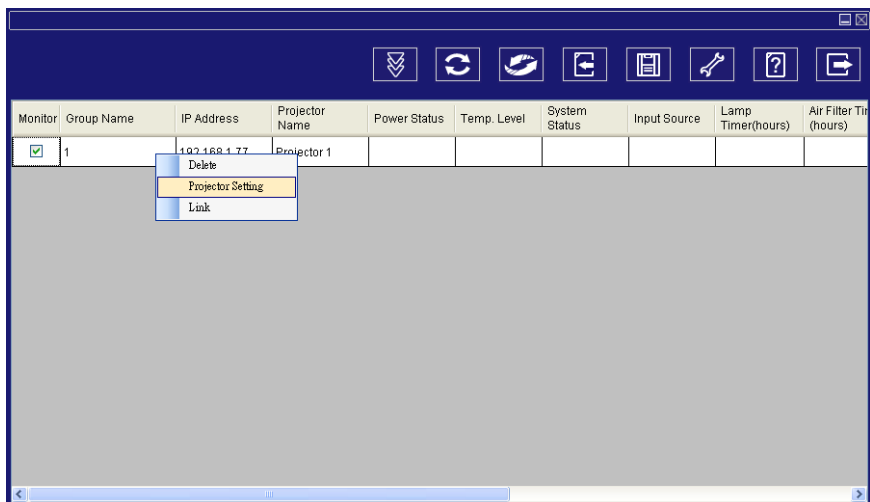 Monitor Group Name IP Address Projector Name Power Status Temp. Level System Status Input Source Lamp Timer(hours) Air Filter (hours)
1 192.168.1.77 Projector 1
Delete
Projector Setting
Link